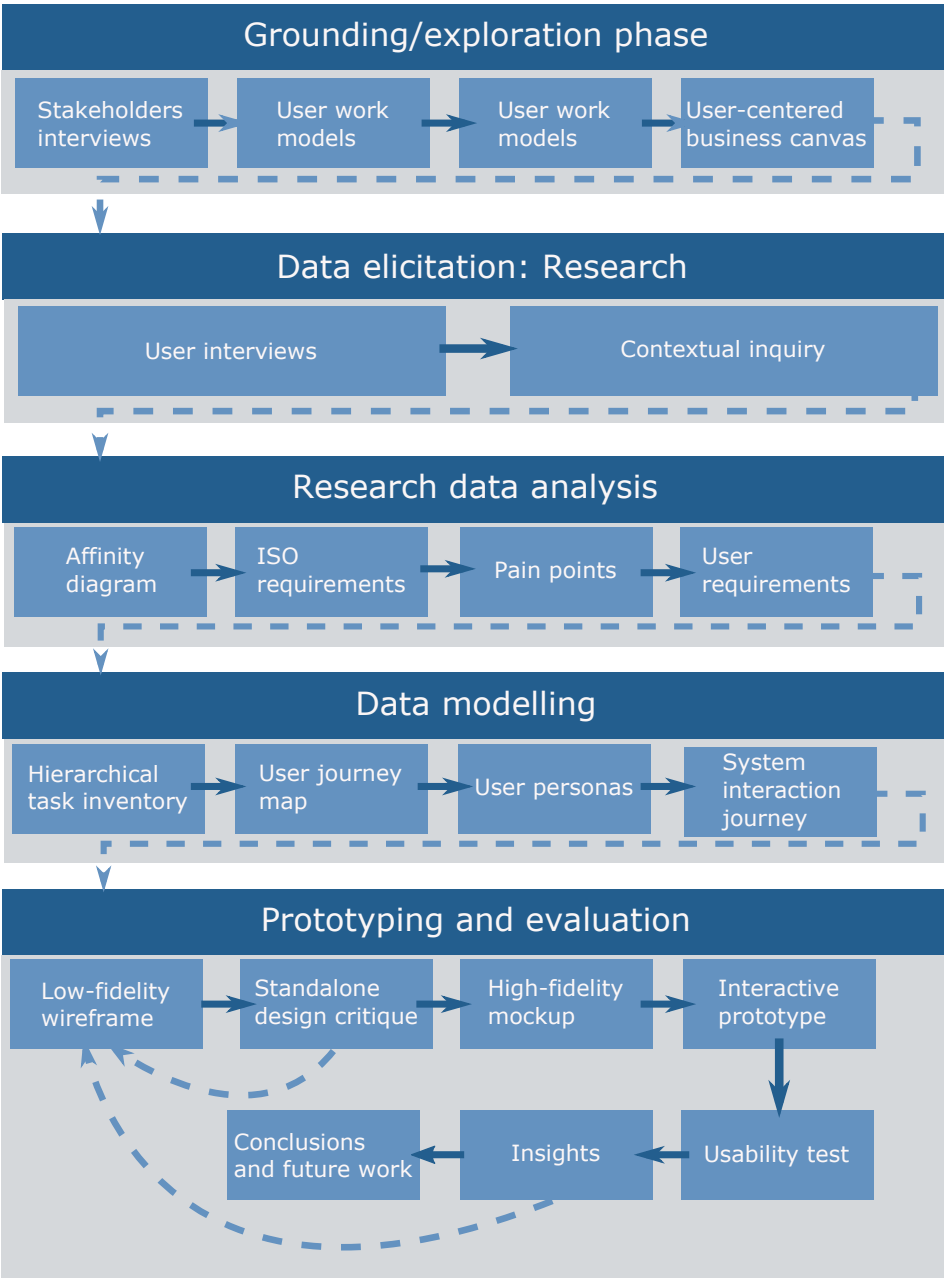 Grounding/exploration phase
Stakeholders
interviews
User work
models
User work
models
User-centered
business canvas
Data elicitation: Research
User interviews
Contextual inquiry
Research data analysis
Affinity
diagram
ISO
requirements
Pain points
User
requirements
Data modelling
Hierarchical
task inventory
User journey
map
User personas
System
interaction
journey
Prototyping and evaluation
Low-fidelity
wireframe
Standalone
design critique
High-fidelity
mockup
Interactive
prototype
Conclusions
and future work
Insights
Usability test